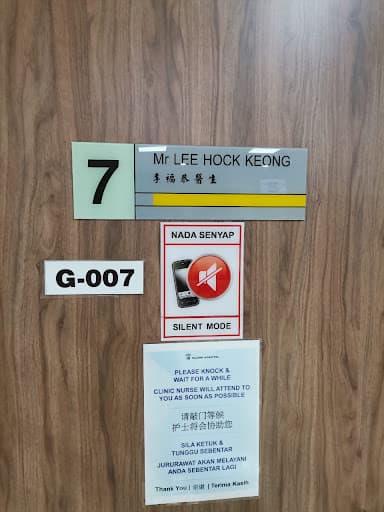 7
Mr LEE HOCK KEONG
李福恭醫生
NADA SENYAP
G-007
SILENT MODE
PLEASE KNOCK &
WAIT FOR A WHILE
CLINIC NURSE WILL ATTEND TO
YOU AS SOON AS POSSIBLE
请敲门等候
护士将会协助您
SILA KETUK &
TUNGGU SEBENTAR
JURURAWAT AKAN MELAYANI
ANDA SEBENTAR LAGI
Thank You | 谢谢 | Terima Kasih